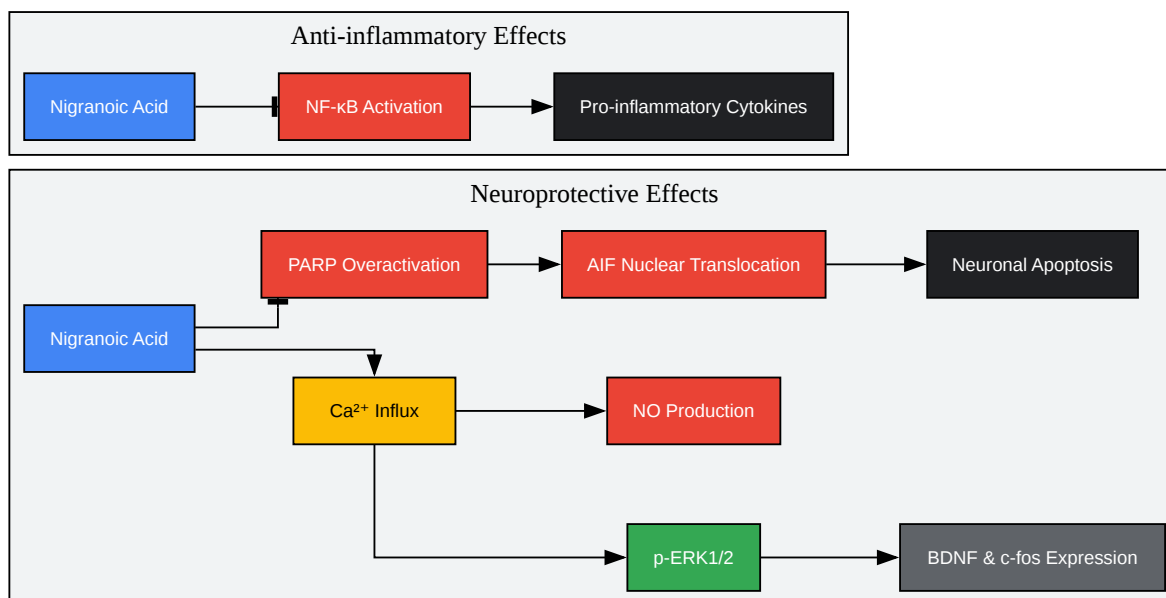 Anti-inflammatory Effects
Nigranoic Acid
NF-κB Activation
Pro-inflammatory Cytokines
Neuroprotective Effects
PARP Overactivation
AIF Nuclear Translocation
Neuronal Apoptosis
Nigranoic Acid
Ca²⁺ Influx
NO Production
p-ERK1/2
BDNF & c-fos Expression